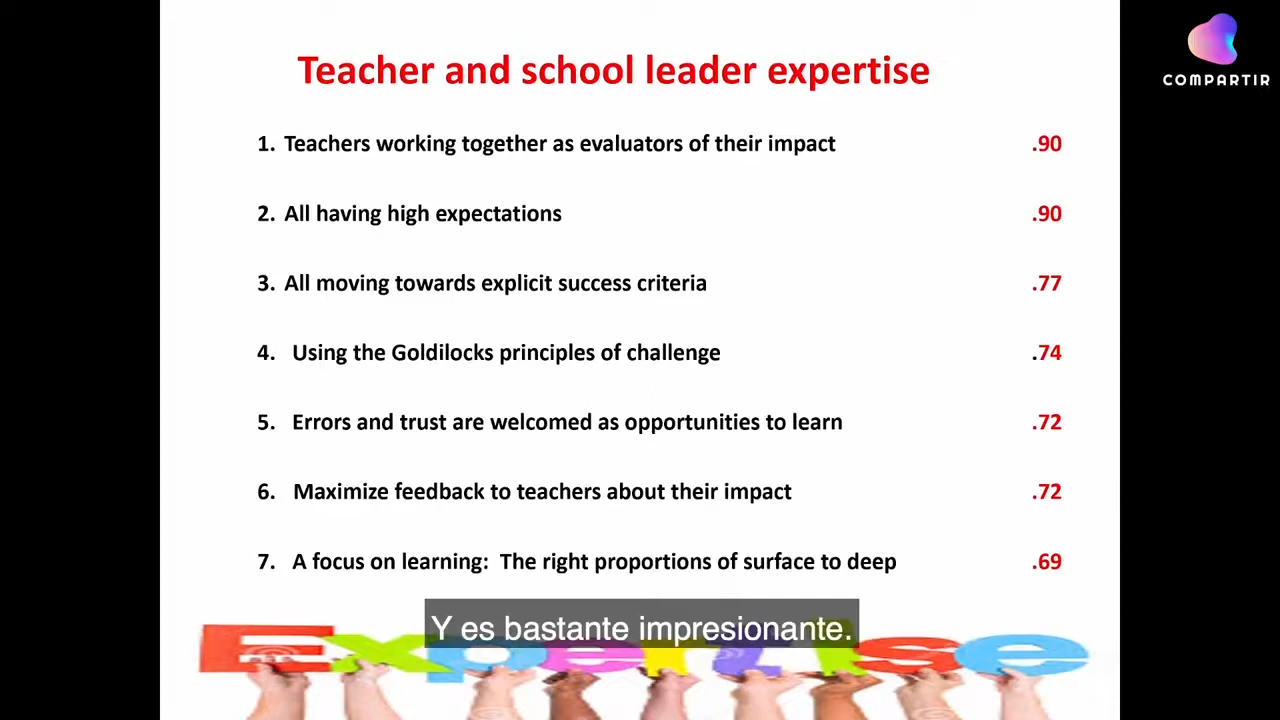 COMPARTIR
Teacher and school leader expertise
1. Teachers working together as evaluators of their impact .90
2. All having high expectations .90
3. All moving towards explicit success criteria .77
4. Using the Goldilocks principles of challenge .74
5. Errors and trust are welcomed as opportunities to learn .72
6. Maximize feedback to teachers about their impact .72
7. A focus on learning: The right proportions of surface to deep .69
Y es bastante impresionante.
Expertise